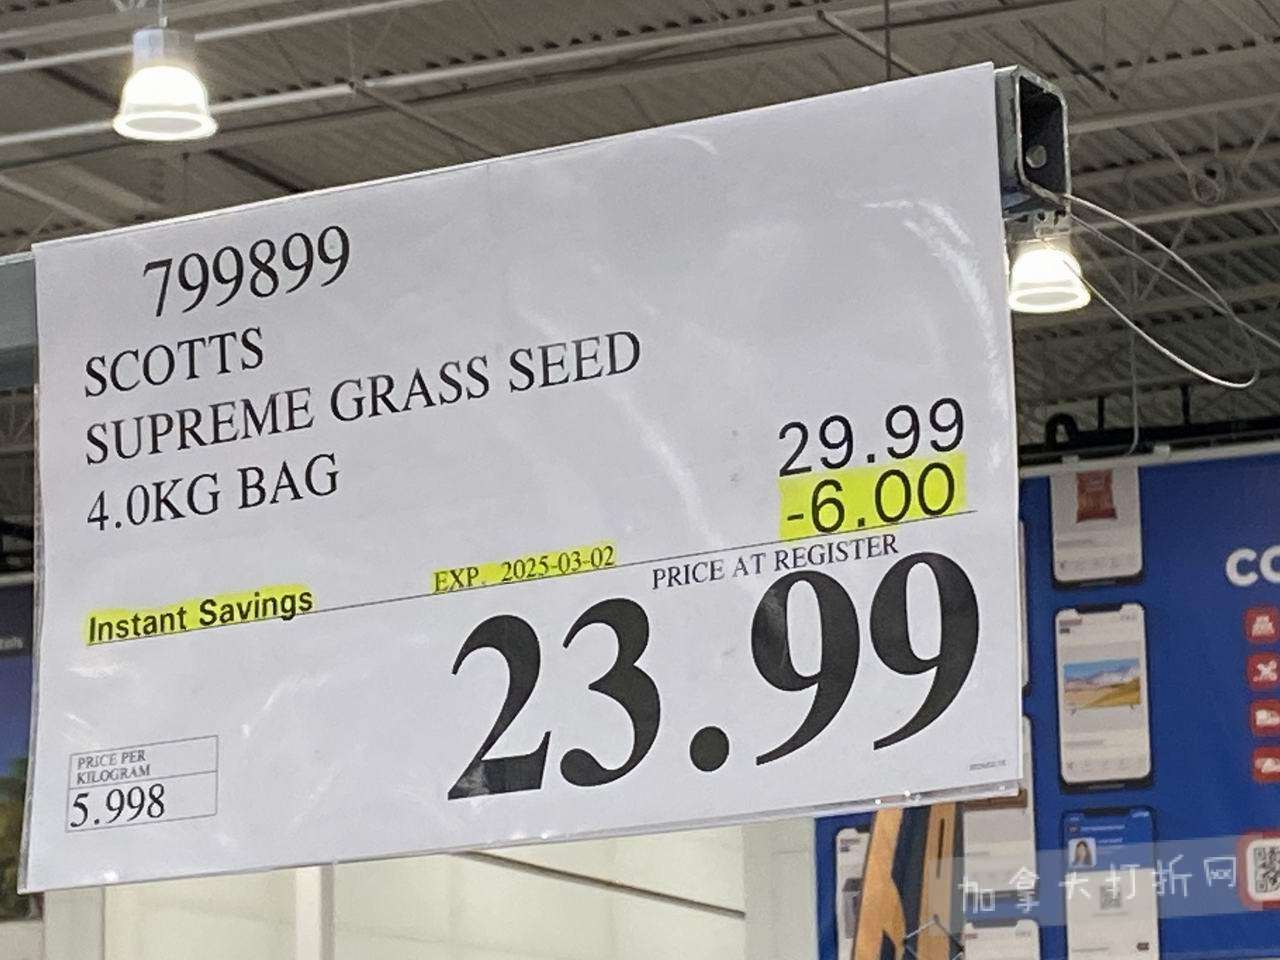 799899
SCOTTS
SUPREME GRASS SEED
4.0KG BAG
29.99
-6.00
Instant Savings
EXP. 2025-03-02
PRICE AT REGISTER
23.99
PRICE PER
KILOGRAM
5.998
CO
加拿大打折网